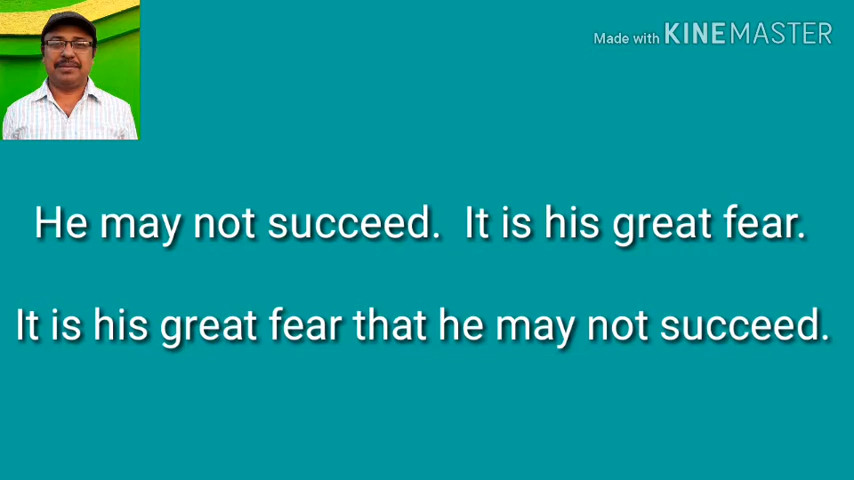 Made with KINEMASTER
He may not succeed. It is his great fear.
It is his great fear that he may not succeed.